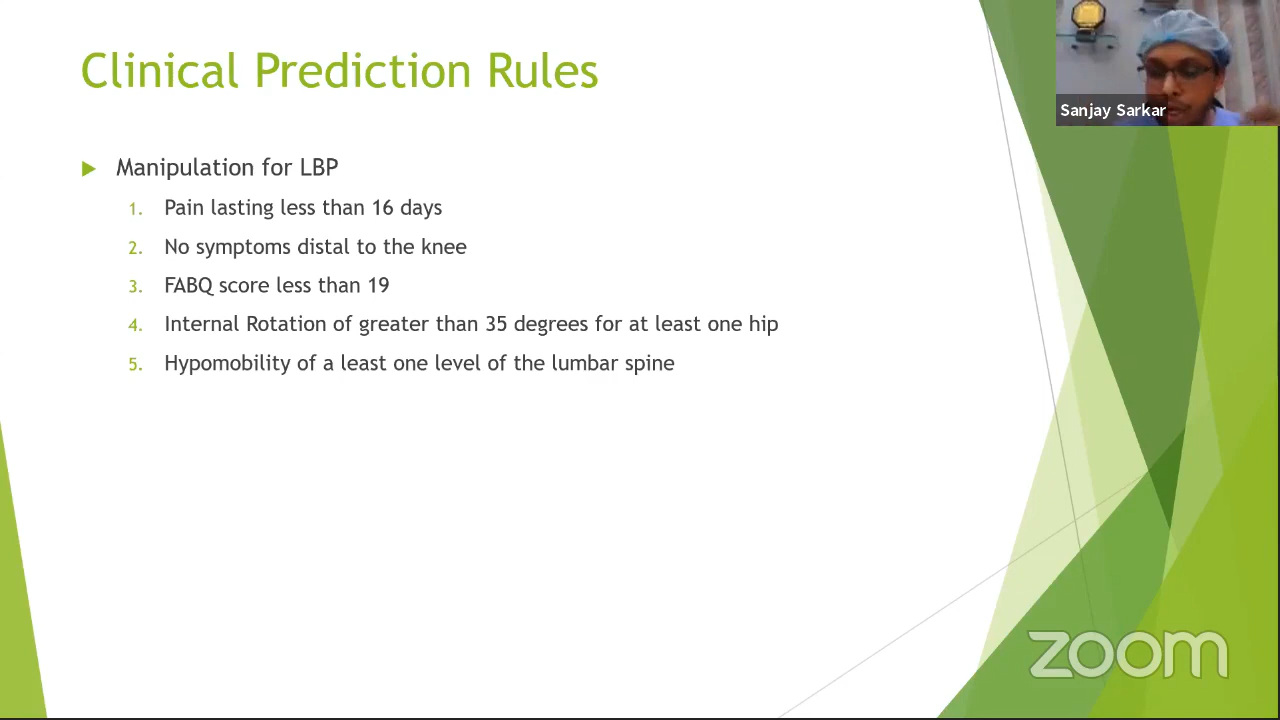 Clinical Prediction Rules
Sanjay Sarkar
Manipulation for LBP
1. Pain lasting less than 16 days
2. No symptoms distal to the knee
3. FABQ score less than 19
4. Internal Rotation of greater than 35 degrees for at least one hip
5. Hypomobility of a least one level of the lumbar spine
zoom